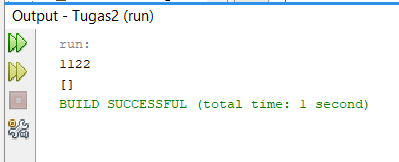 Output - Tugas2 (run)
run:
1122
[]
BUILD SUCCESSFUL (total time: 1 second)